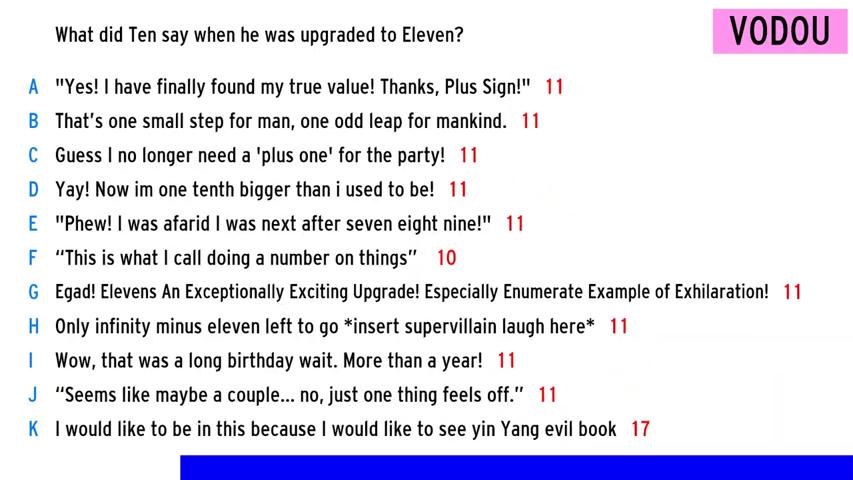 What did Ten say when he was upgraded to Eleven?
VODOU
A "Yes! I have finally found my true value! Thanks, Plus Sign!" 11
B That's one small step for man, one odd leap for mankind. 11
C Guess I no longer need a 'plus one' for the party! 11
D Yay! Now im one tenth bigger than i used to be! 11
E "Phew! I was afarid I was next after seven eight nine!" 11
F “This is what I call doing a number on things” 10
G Egad! Elevens An Exceptionally Exciting Upgrade! Especially Enumerate Example of Exhilaration! 11
H Only infinity minus eleven left to go *insert supervillain laugh here* 11
I Wow, that was a long birthday wait. More than a year! 11
J “Seems like maybe a couple... no, just one thing feels off.” 11
K I would like to be in this because I would like to see yin Yang evil book 17